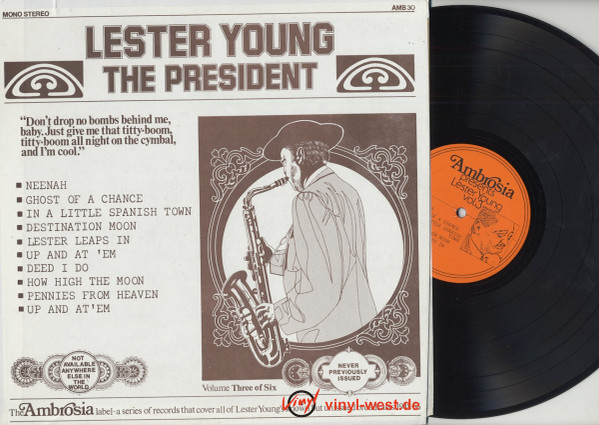 MONO STEREO
AMB 30
LESTER YOUNG
THE PRESIDENT
"Don't drop no bombs behind me,
baby. Just give me that titty-boom,
titty-boom all night on the cymbal,
and I'm cool."
NEENAH
GHOST OF A CHANCE
IN A LITTLE SPANISH TOWN
DESTINATION MOON
LESTER LEAPS IN
UP AND AT 'EM
DEED I DO
HOW HIGH THE MOON
PENNIES FROM HEAVEN
UP AND AT'EM
NOT
AVAILABLE
ANYWHERE
ELSE IN
THE
WORLD
Volume Three of Six
NEVER
PREVIOUSLY
ISSUED
The Ambrosia label-a series of records that cover all of Lester Young's
Vinyl
vinyl-west.de
Ambrosia
presents
Lester Young
vol.3